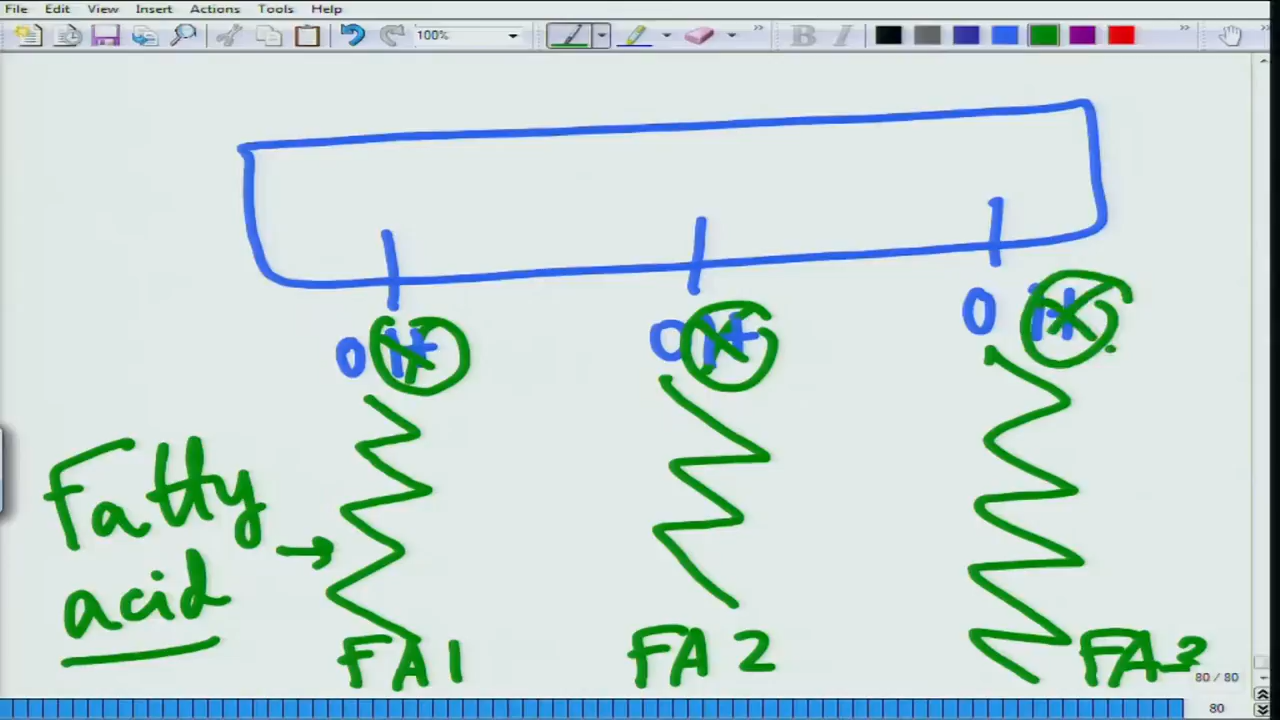 File Edit View Insert Actions Tools Help
100%
B I
OH OH OH
Fatty
acid
FA1 FA2 FA3
80 / 80
80